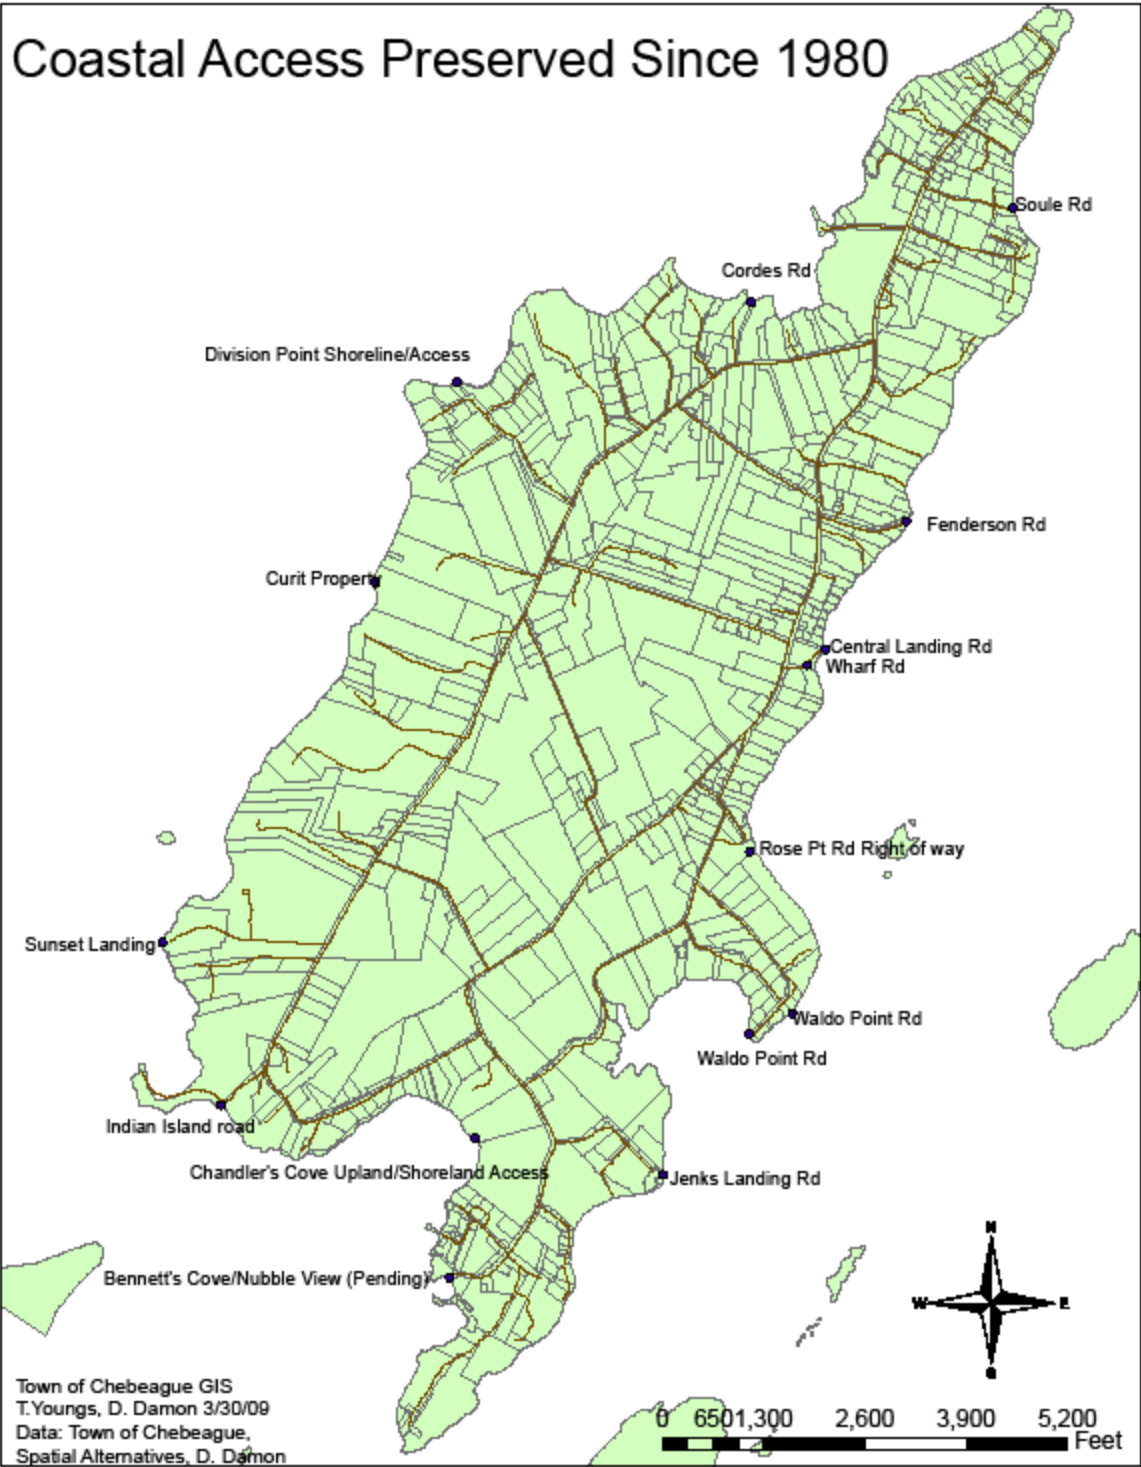 Coastal Access Preserved Since 1980
Soule Rd
Cordes Rd
Division Point Shoreline/Access
Fenderson Rd
Curit Property
Central Landing Rd
Wharf Rd
Rose Pt Rd Right of way
Sunset Landing
Waldo Point Rd
Waldo Point Rd
Indian Island road
Chandler's Cove Upland/Shoreland Access
Jenks Landing Rd
Bennett's Cove/Nubble View (Pending)
N
W E
S
Town of Chebeague GIS
T.Youngs, D. Damon 3/30/09
Data: Town of Chebeague,
Spatial Alternatives, D. Damon
0 650 1,300 2,600 3,900 5,200
Feet